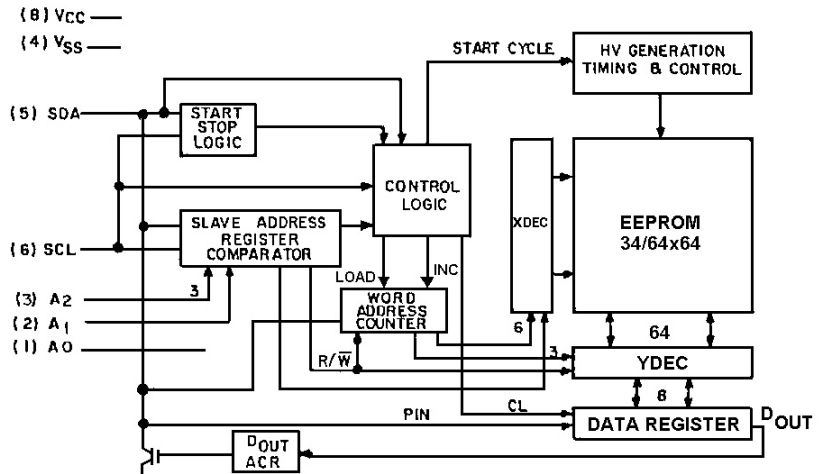 (8) VCC
(4) VSS
START CYCLE
HV GENERATION
TIMING & CONTROL
(5) SDA
START
STOP
LOGIC
CONTROL
LOGIC
XDEC
EEPROM
34/64x64
SLAVE ADDRESS
REGISTER
COMPARATOR
(6) SCL
LOAD
INC
3
(3) A2
(2) A1
(1) A0
WORD
ADDRESS
COUNTER
6
64
R/W̅
3
YDEC
8
PIN
CL
DATA REGISTER
DOUT
DOUT
ACR